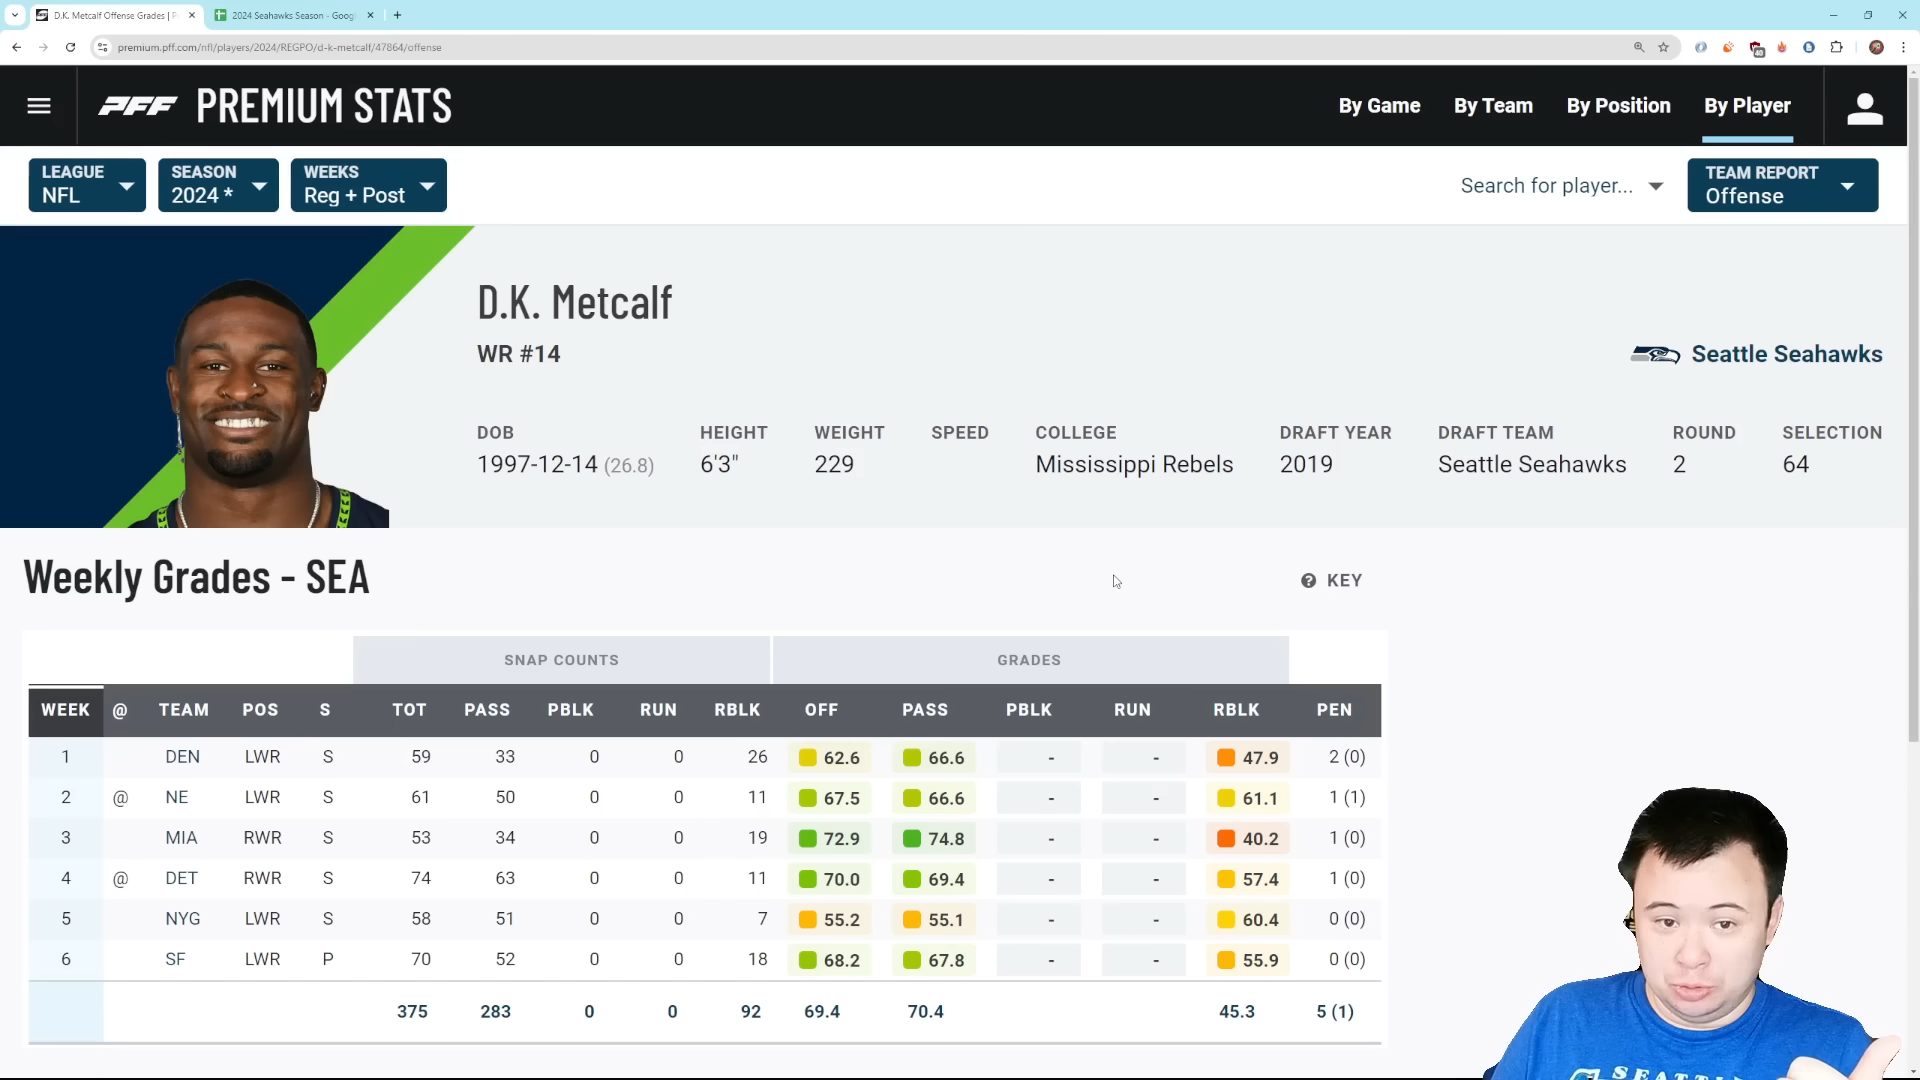 D.K. Metcalf Offense Grades | P
2024 Seahawks Season - Goog
premium.pff.com/nfl/players/2024/REGPO/d-k-metcalf/47864/offense
PFF PREMIUM STATS
By Game By Team By Position By Player
LEAGUE NFL
SEASON 2024 *
WEEKS Reg + Post
Search for player...
TEAM REPORT Offense
D.K. Metcalf
WR #14
Seattle Seahawks
DOB HEIGHT WEIGHT SPEED COLLEGE DRAFT YEAR DRAFT TEAM ROUND SELECTION
1997-12-14 (26.8) 6'3" 229 Mississippi Rebels 2019 Seattle Seahawks 2 64
Weekly Grades - SEA
? KEY
SNAP COUNTS GRADES
WEEK @ TEAM POS S TOT PASS PBLK RUN RBLK OFF PASS PBLK RUN RBLK PEN
1 DEN LWR S 59 33 0 0 26 62.6 66.6 - - 47.9 2 (0)
2 @ NE LWR S 61 50 0 0 11 67.5 66.6 - - 61.1 1 (1)
3 MIA RWR S 53 34 0 0 19 72.9 74.8 - - 40.2 1 (0)
4 @ DET RWR S 74 63 0 0 11 70.0 69.4 - - 57.4 1 (0)
5 NYG LWR S 58 51 0 0 7 55.2 55.1 - - 60.4 0 (0)
6 SF LWR P 70 52 0 0 18 68.2 67.8 - - 55.9 0 (0)
375 283 0 0 92 69.4 70.4 45.3 5 (1)